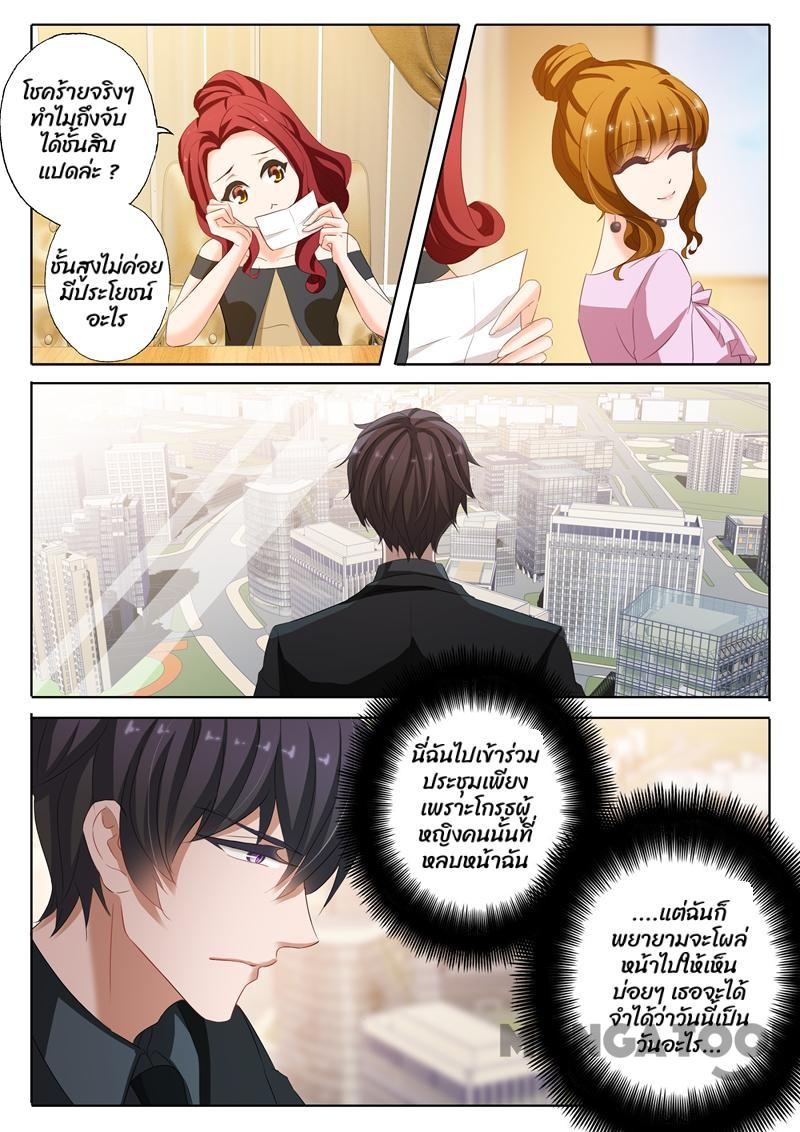 โชคร้ายจริงๆ
ทำไมถึงจับ
ได้ชั้นสิบ
แปดล่ะ ?
ชั้นสูงไม่ค่อย
มีประโยชน์
อะไร
นี่ฉันไปเข้าร่วม
ประชุมเพียง
เพราะโกรธผู้
หญิงคนนั้นที่
หลบหน้าฉัน
....แต่ฉันก็
พยายามจะโผล่
หน้าไปให้เห็น
บ่อยๆ เธอจะได้
จำได้ว่าวันนี้เป็น
วันอะไร...
MANGATOON